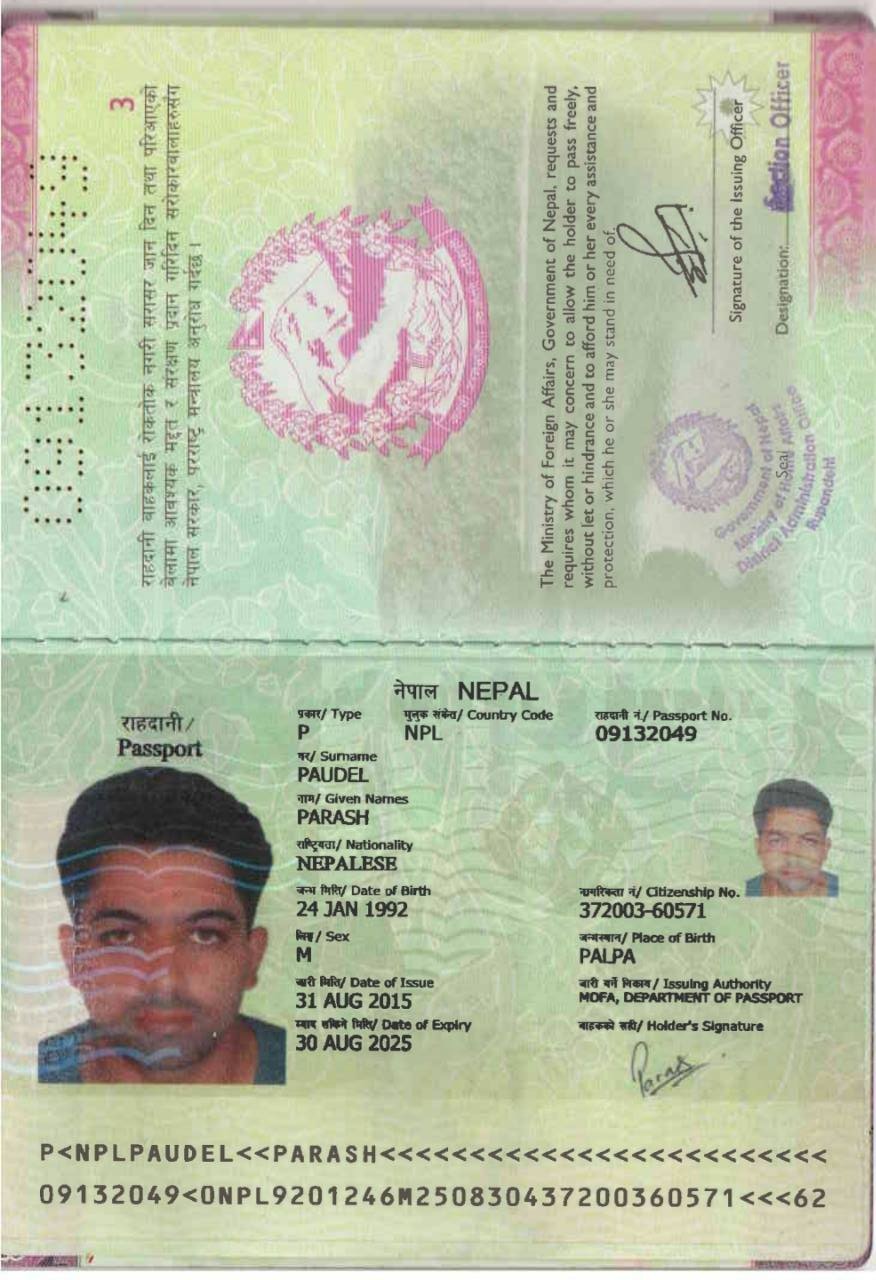 09132049
3
राहदानी वाहकलाई रोकतोक नगरी सरासर जान दिन तथा परिआएको
बेलामा आवश्यक मद्दत र संरक्षण प्रदान गरिदिन सरोकारवालाहरुसँग
नेपाल सरकार, परराष्ट्र मन्त्रालय अनुरोध गर्दछ ।
The Ministry of Foreign Affairs, Government of Nepal, requests and
requires whom it may concern to allow the holder to pass freely,
without let or hindrance and to afford him or her every assistance and
protection, which he or she may stand in need of.
Signature of the Issuing Officer
Designation: Section Officer
Seal
Government of Nepal
Ministry of Home Affairs
District Administration Office
Rupandehi
नेपाल NEPAL
राहदानी/
Passport
प्रकार/ Type मुलुक संकेत/ Country Code राहदानी नं./ Passport No.
P NPL 09132049
थर/ Surname
PAUDEL
नाम/ Given Names
PARASH
राष्ट्रियता/ Nationality
NEPALESE
जन्म मिति/ Date of Birth नागरिकता नं/ Citizenship No.
24 JAN 1992 372003-60571
लिङ्ग/ Sex जन्मस्थान/ Place of Birth
M PALPA
जारी मिति/ Date of Issue जारी गर्ने निकाय/ Issuing Authority
31 AUG 2015 MOFA, DEPARTMENT OF PASSPORT
म्याद सकिने मिति/ Date of Expiry वाहकको सही/ Holder's Signature
30 AUG 2025
Paras
P<NPLPAUDEL<<PARASH<<<<<<<<<<<<<<<<<<<<<<<<<
09132049<0NPL9201246M250830437200360571<<<62